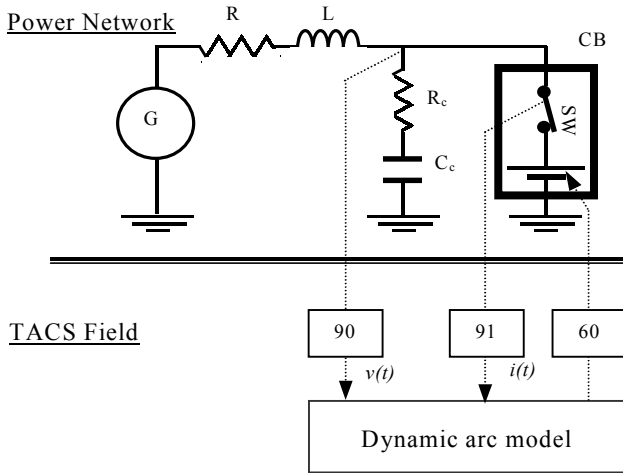 Power Network
R
L
CB
G
Rc
SW
Cc
TACS Field
90
91
60
v(t)
i(t)
Dynamic arc model